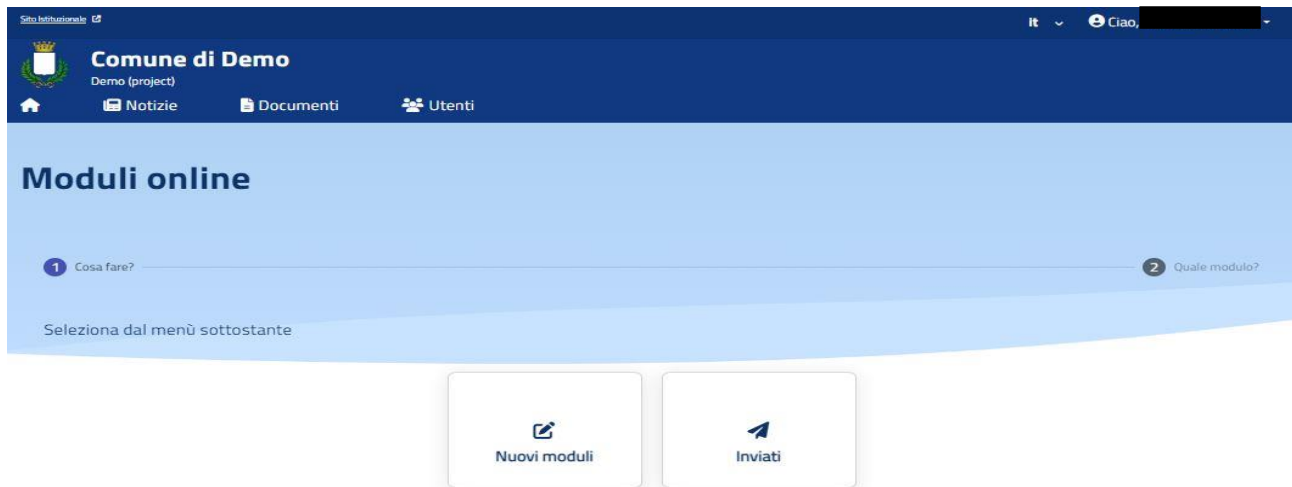 Sito Istituzionale
It
Ciao,
Comune di Demo
Demo (project)
Notizie Documenti Utenti
Moduli online
1 Cosa fare? 2 Quale modulo?
Seleziona dal menù sottostante
Nuovi moduli Inviati